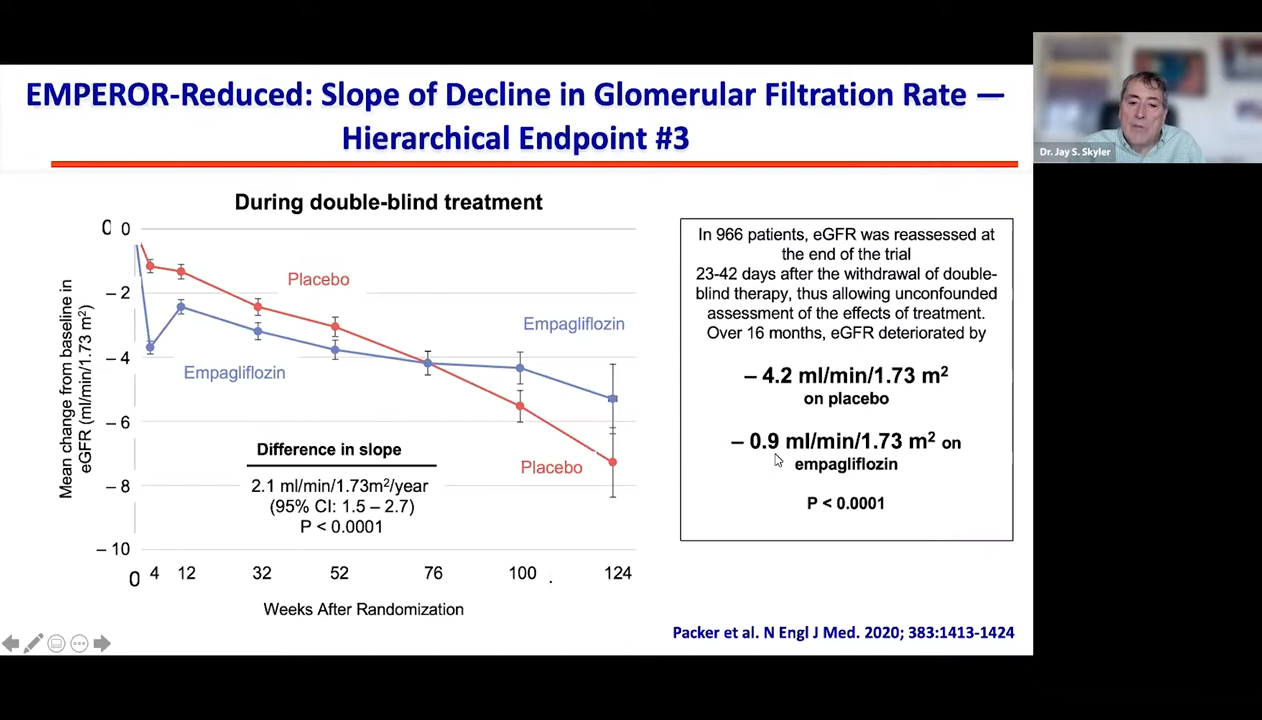 EMPEROR-Reduced: Slope of Decline in Glomerular Filtration Rate —
Hierarchical Endpoint #3
Dr. Jay S. Skyler
During double-blind treatment
0 0
– 2
– 4
– 6
– 8
– 10
Mean change from baseline in
eGFR (ml/min/1.73 m²)
Placebo
Empagliflozin
Empagliflozin
Placebo
Difference in slope
2.1 ml/min/1.73m²/year
(95% CI: 1.5 – 2.7)
P < 0.0001
0 4 12 32 52 76 100 . 124
Weeks After Randomization
In 966 patients, eGFR was reassessed at
the end of the trial
23-42 days after the withdrawal of double-
blind therapy, thus allowing unconfounded
assessment of the effects of treatment.
Over 16 months, eGFR deteriorated by
– 4.2 ml/min/1.73 m²
on placebo
– 0.9 ml/min/1.73 m² on
empagliflozin
P < 0.0001
Packer et al. N Engl J Med. 2020; 383:1413-1424